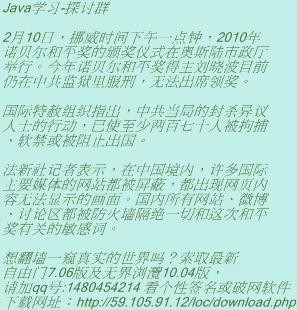 Java学习-探讨群
2月10日，挪威时间下午一点钟，2010年
诺贝尔和平奖的颁奖仪式在奥斯陆市政厅
举行。今年诺贝尔和平奖得主刘晓波目前
仍在中共监狱里服刑，无法出席领奖。
国际特赦组织指出，中共当局的封杀异议
人士的行动，已使至少两百七十人被拘捕
、软禁或被阻止出国。
法新社记者表示，在中国境内，许多国际
主要媒体的网站都被屏蔽，都出现网页内
容无法显示的画面。国内所有网站、微博
、讨论区都被防火墙隔绝一切和这次和平
奖有关的敏感词。
想翻墙一窥真实的世界吗？索取最新
自由门7.06版及无界浏覽10.04版，
请加qq号:1480454214 看个性签名或破网软件
下载网址：http://59.105.91.12/loc/download.php